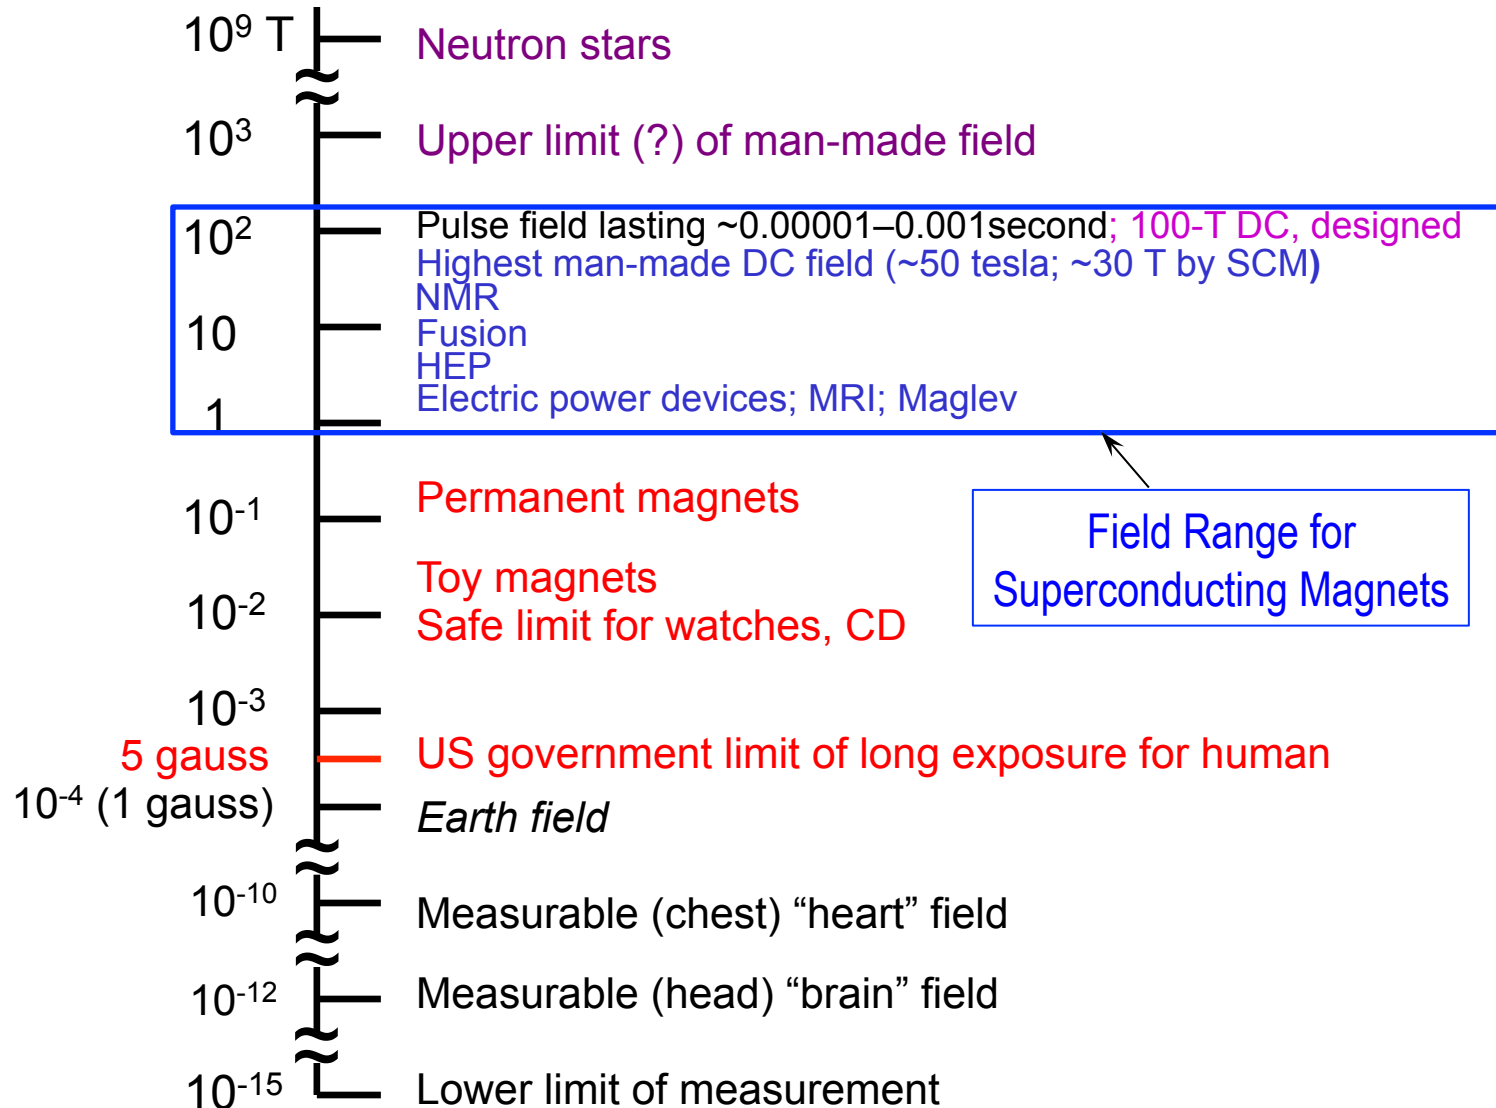 10⁹ T Neutron stars
10³ Upper limit (?) of man-made field
10² Pulse field lasting ~0.00001–0.001second; 100-T DC, designed
Highest man-made DC field (~50 tesla; ~30 T by SCM)
NMR
10 Fusion
HEP
1 Electric power devices; MRI; Maglev
Field Range for
Superconducting Magnets
10⁻¹ Permanent magnets
Toy magnets
10⁻² Safe limit for watches, CD
10⁻³
5 gauss US government limit of long exposure for human
10⁻⁴ (1 gauss) Earth field
10⁻¹⁰ Measurable (chest) “heart” field
10⁻¹² Measurable (head) “brain” field
10⁻¹⁵ Lower limit of measurement